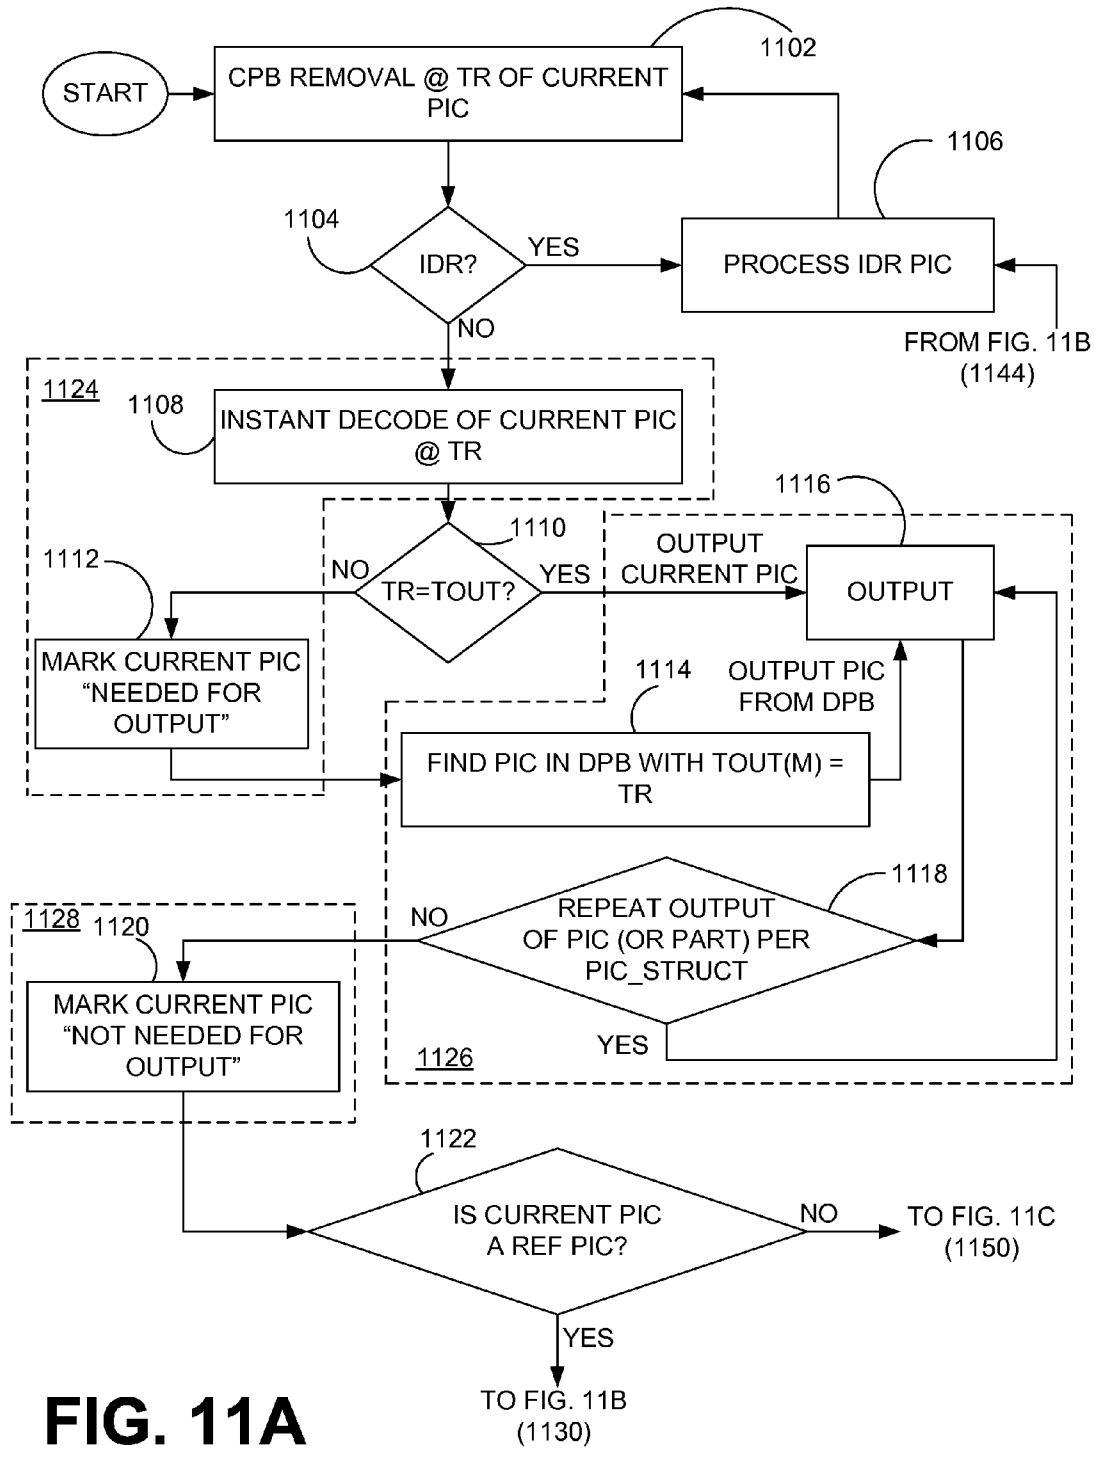 1102
START
CPB REMOVAL @ TR OF CURRENT
PIC
1106
1104
IDR?
YES
PROCESS IDR PIC
NO
FROM FIG. 11B
(1144)
1124
1108
INSTANT DECODE OF CURRENT PIC
@ TR
1116
1110
OUTPUT
CURRENT PIC
1112
NO
TR=TOUT?
YES
OUTPUT
MARK CURRENT PIC
“NEEDED FOR
OUTPUT”
1114
OUTPUT PIC
FROM DPB
FIND PIC IN DPB WITH TOUT(M) =
TR
1118
1128
1120
NO
REPEAT OUTPUT
OF PIC (OR PART) PER
PIC_STRUCT
MARK CURRENT PIC
“NOT NEEDED FOR
OUTPUT”
YES
1126
1122
IS CURRENT PIC
A REF PIC?
NO
TO FIG. 11C
(1150)
YES
TO FIG. 11B
(1130)
FIG. 11A